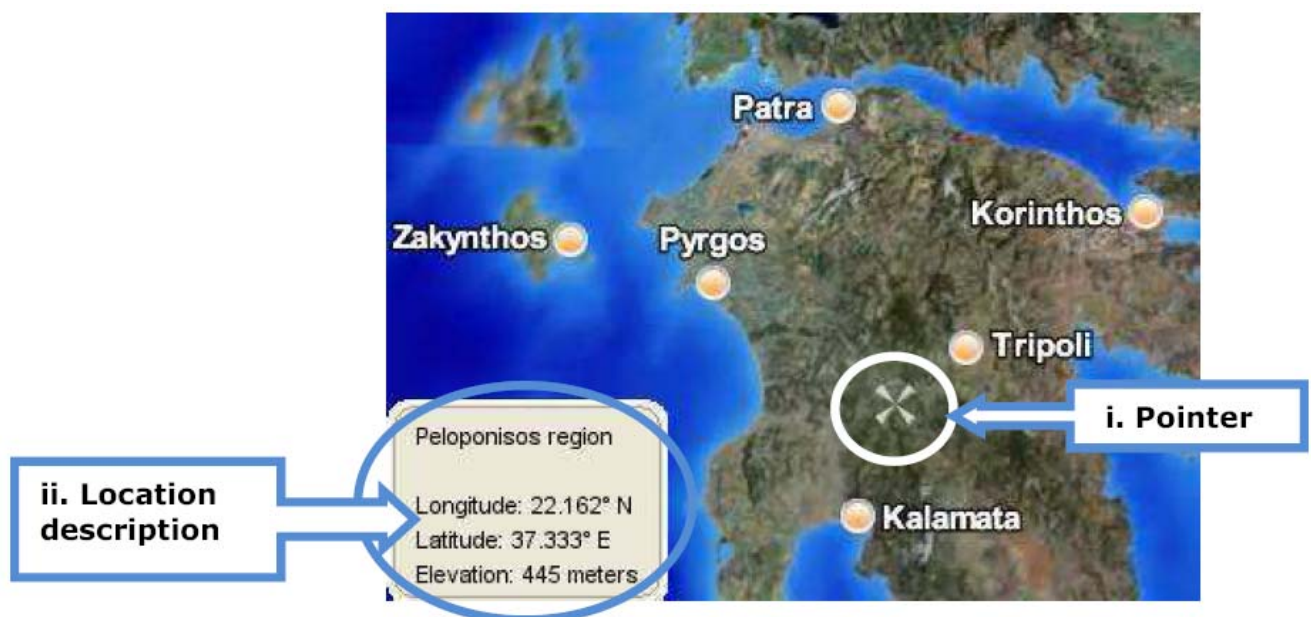 Patra
Korinthos
Zakynthos
Pyrgos
Tripoli
i. Pointer
Peloponisos region
ii. Location
description
Longitude: 22.162° N
Latitude: 37.333° E
Elevation: 445 meters
Kalamata